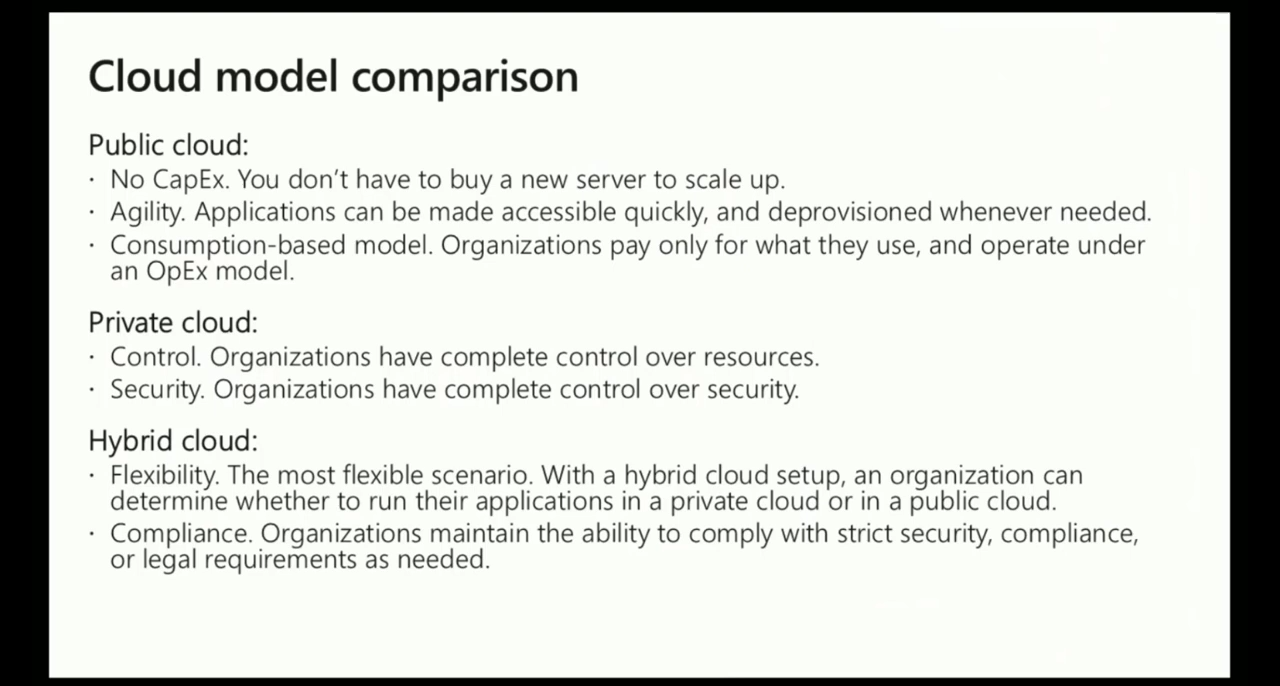 Cloud model comparison
Public cloud:
· No CapEx. You don’t have to buy a new server to scale up.
· Agility. Applications can be made accessible quickly, and deprovisioned whenever needed.
· Consumption-based model. Organizations pay only for what they use, and operate under
an OpEx model.
Private cloud:
· Control. Organizations have complete control over resources.
· Security. Organizations have complete control over security.
Hybrid cloud:
· Flexibility. The most flexible scenario. With a hybrid cloud setup, an organization can
determine whether to run their applications in a private cloud or in a public cloud.
· Compliance. Organizations maintain the ability to comply with strict security, compliance,
or legal requirements as needed.